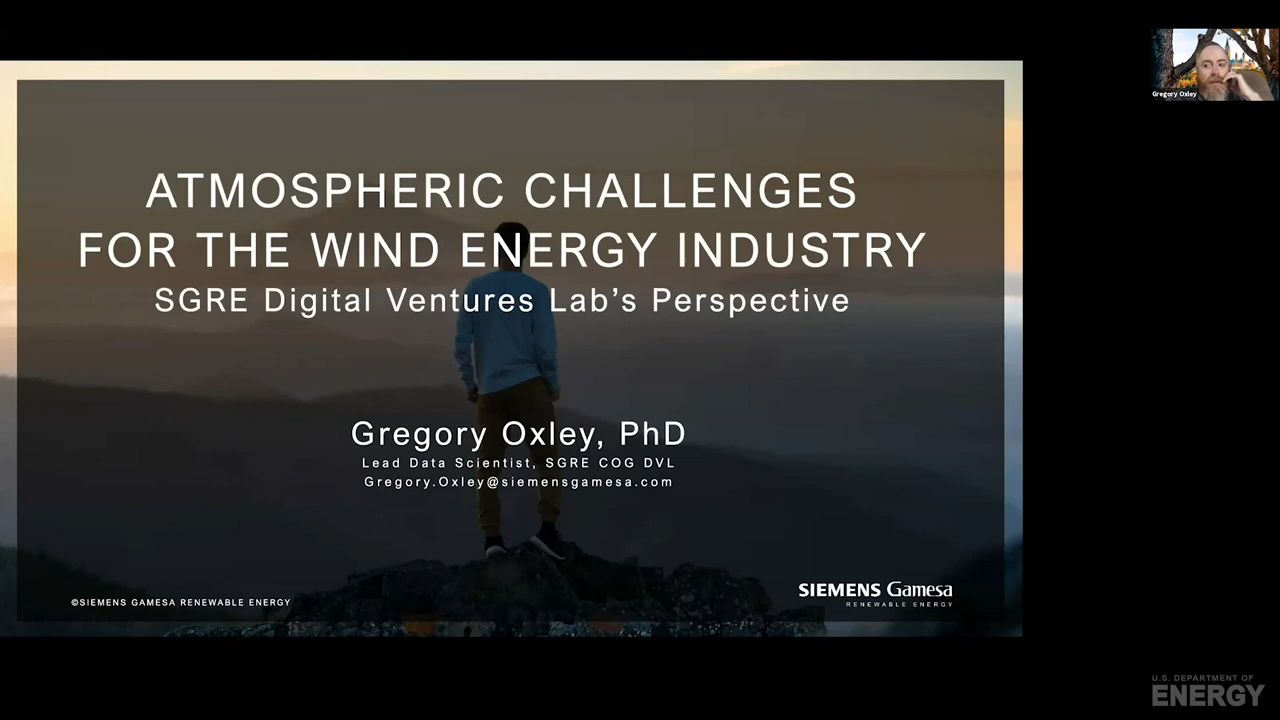 Gregory Oxley
ATMOSPHERIC CHALLENGES
FOR THE WIND ENERGY INDUSTRY
SGRE Digital Ventures Lab's Perspective
Gregory Oxley, PhD
Lead Data Scientist, SGRE COG DVL
Gregory.Oxley@siemensgamesa.com
©SIEMENS GAMESA RENEWABLE ENERGY
SIEMENS Gamesa
RENEWABLE ENERGY
U.S. DEPARTMENT OF
ENERGY